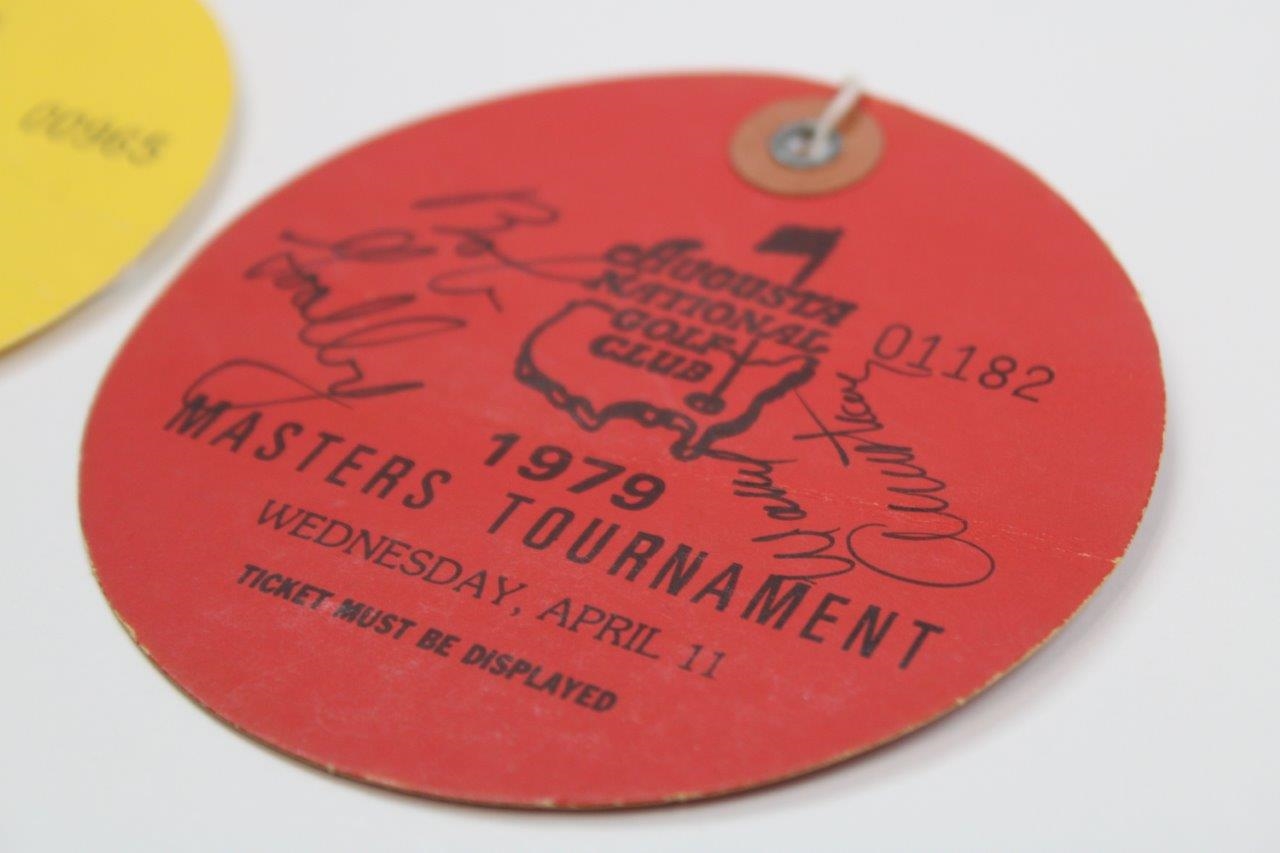 00965
AUGUSTA
NATIONAL
GOLF
CLUB
01182
1979
MASTERS TOURNAMENT
WEDNESDAY, APRIL 11
TICKET MUST BE DISPLAYED